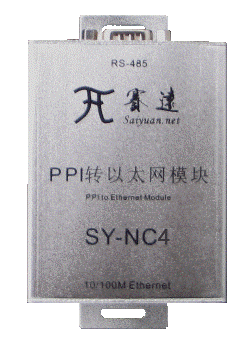 RS-485
赛远
Saiyuan.net
PPI转以太网模块
PPI to Ethernet Module
SY-NC4
10/100M Ethernet